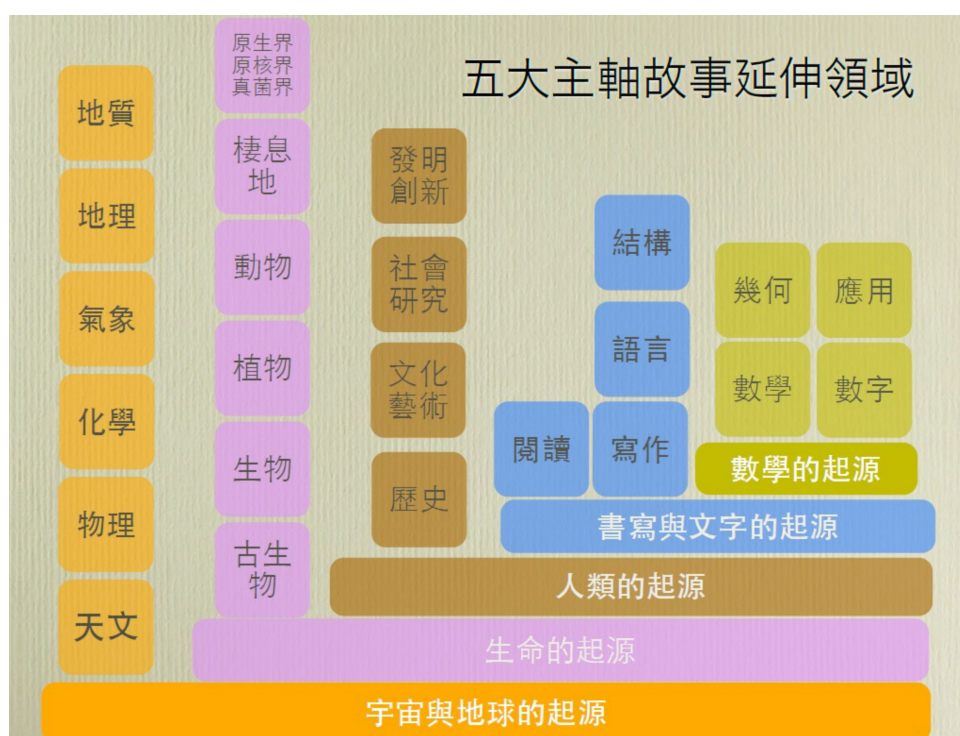 五大主軸故事延伸領域
地質
地理
氣象
化學
物理
天文
原生界
原核界
真菌界
棲息
地
動物
植物
生物
古生
物
發明
創新
社會
研究
文化
藝術
歷史
結構
語言
閱讀
寫作
幾何
應用
數學
數字
數學的起源
書寫與文字的起源
人類的起源
生命的起源
宇宙與地球的起源